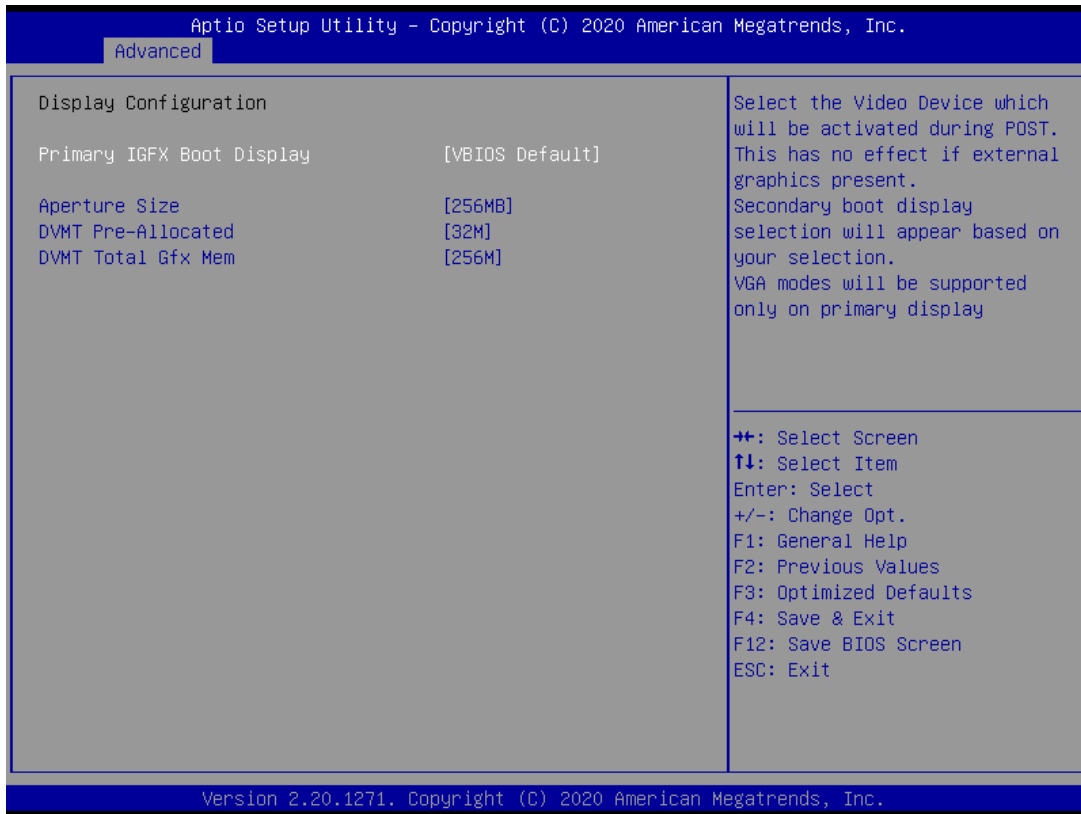 Aptio Setup Utility – Copyright (C) 2020 American Megatrends, Inc.
Advanced
Display Configuration
Primary IGFX Boot Display [VBIOS Default]
Aperture Size [256MB]
DVMT Pre-Allocated [32M]
DVMT Total Gfx Mem [256M]
Select the Video Device which
will be activated during POST.
This has no effect if external
graphics present.
Secondary boot display
selection will appear based on
your selection.
VGA modes will be supported
only on primary display
→←: Select Screen
↑↓: Select Item
Enter: Select
+/-: Change Opt.
F1: General Help
F2: Previous Values
F3: Optimized Defaults
F4: Save & Exit
F12: Save BIOS Screen
ESC: Exit
Version 2.20.1271. Copyright (C) 2020 American Megatrends, Inc.